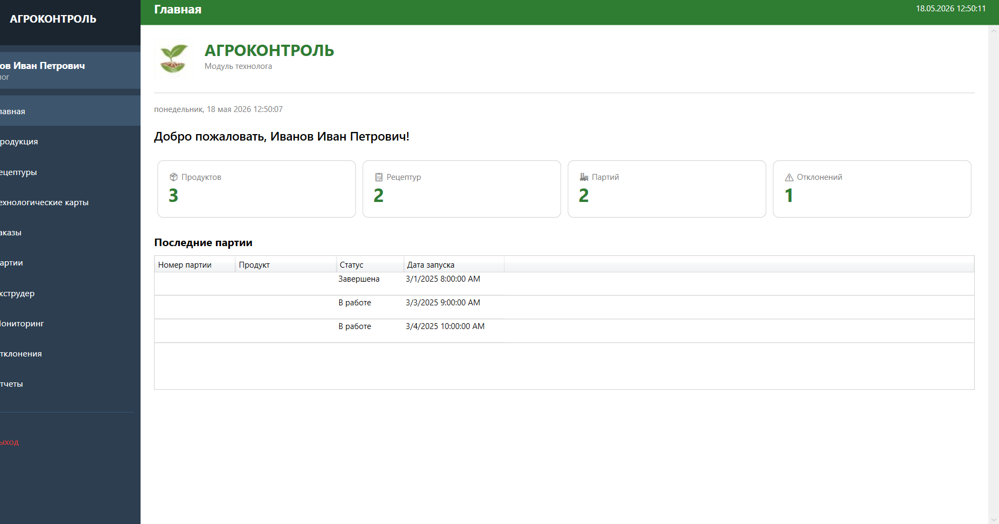 АГРОКОНТРОЛЬ
ов Иван Петрович
лог
лавная
родукция
ецептуры
ехнологические карты
аказы
артии
кструдер
ониторинг
тклонения
тчеты
ыход
Главная
18.05.2026 12:50:11
АГРОКОНТРОЛЬ
Модуль технолога
понедельник, 18 мая 2026 12:50:07
Добро пожаловать, Иванов Иван Петрович!
Продуктов
3
Рецептур
2
Партий
2
Отклонений
1
Последние партии
Номер партии Продукт Статус Дата запуска
Завершена 3/1/2025 8:00:00 AM
В работе 3/3/2025 9:00:00 AM
В работе 3/4/2025 10:00:00 AM